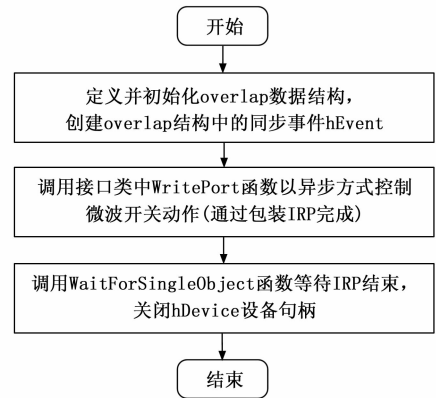 开始
定义并初始化overlap数据结构，
创建overlap结构中的同步事件hEvent
调用接口类中WritePort函数以异步方式控制
微波开关动作(通过包装IRP完成)
调用WaitForSingleObject函数等待IRP结束，
关闭hDevice设备句柄
结束